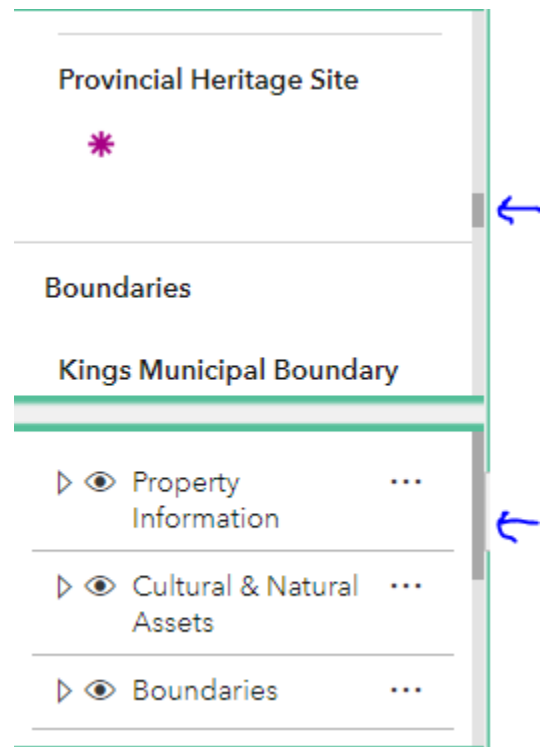 Provincial Heritage Site
Boundaries
Kings Municipal Boundary
Property
Information
Cultural & Natural
Assets
Boundaries